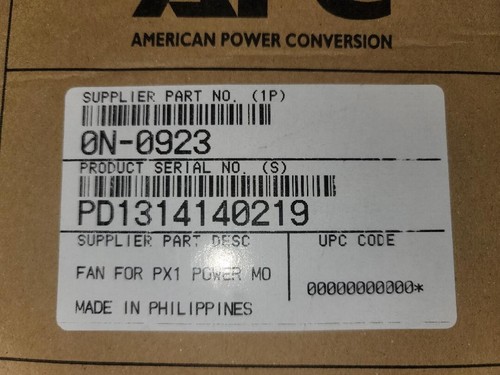 APC
AMERICAN POWER CONVERSION
SUPPLIER PART NO. (1P)
0N-0923
PRODUCT SERIAL NO. (S)
PD1314140219
SUPPLIER PART DESC
UPC CODE
FAN FOR PX1 POWER MO
00000000000*
MADE IN PHILIPPINES